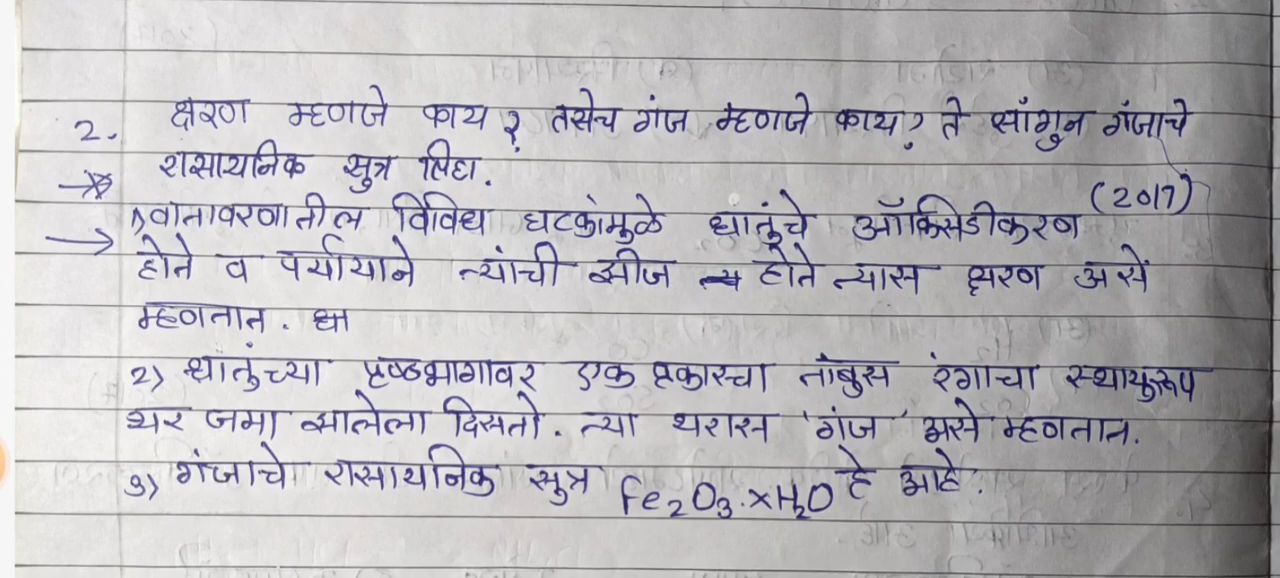 2. क्षरण म्हणजे काय? तसेच गंज म्हणजे काय? ते सांगुन गंजाचे
रासायनिक सुत्र लिहा.
(2017)
→ 1) वातावरणातील विविध घटकांमुळे धातुंचे ऑक्सिडीकरण
होते व पर्यायाने त्यांची झीज होते त्यास क्षरण असे
म्हणतात. धा
2) धातुंच्या पृष्ठभागावर एक प्रकारचा तांबुस रंगाचा स्थायुरूप
थर जमा झालेला दिसतो. त्या थरास 'गंज' असे म्हणतात.
3) गंजाचे रासायनिक सुत्र Fe₂O₃.xH₂O हे आहे.